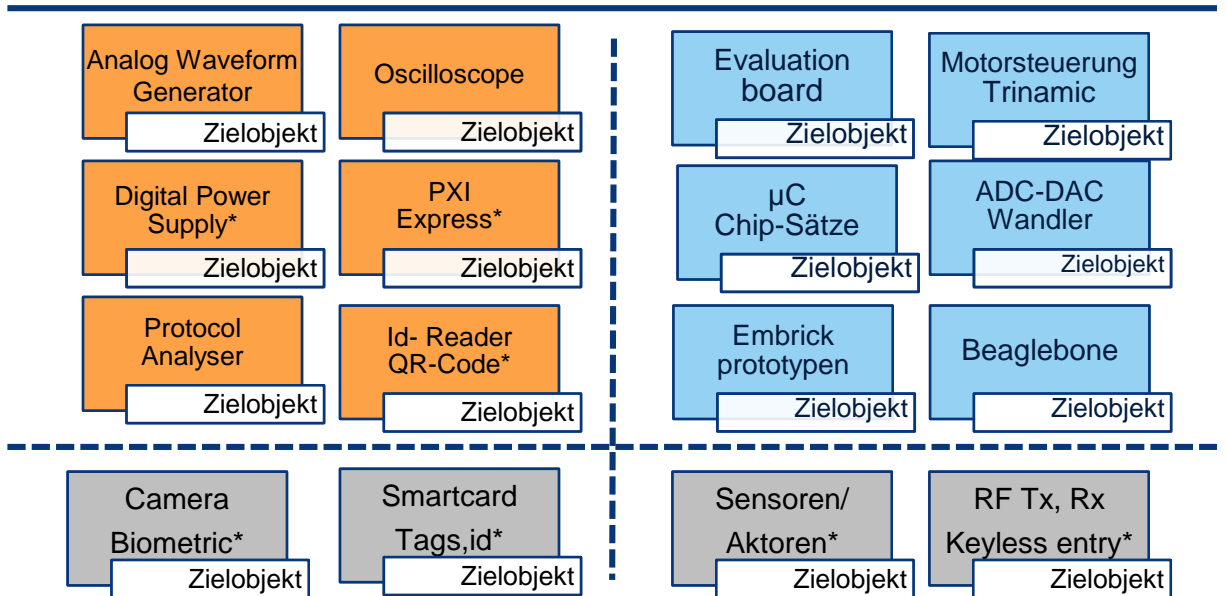 Analog Waveform
Generator
Zielobjekt
Oscilloscope
Zielobjekt
Evaluation
board
Zielobjekt
Motorsteuerung
Trinamic
Zielobjekt
Digital Power
Supply*
Zielobjekt
PXI
Express*
Zielobjekt
µC
Chip-Sätze
Zielobjekt
ADC-DAC
Wandler
Zielobjekt
Protocol
Analyser
Zielobjekt
Id- Reader
QR-Code*
Zielobjekt
Embrick
prototypen
Zielobjekt
Beaglebone
Zielobjekt
Camera
Biometric*
Zielobjekt
Smartcard
Tags,id*
Zielobjekt
Sensoren/
Aktoren*
Zielobjekt
RF Tx, Rx
Keyless entry*
Zielobjekt